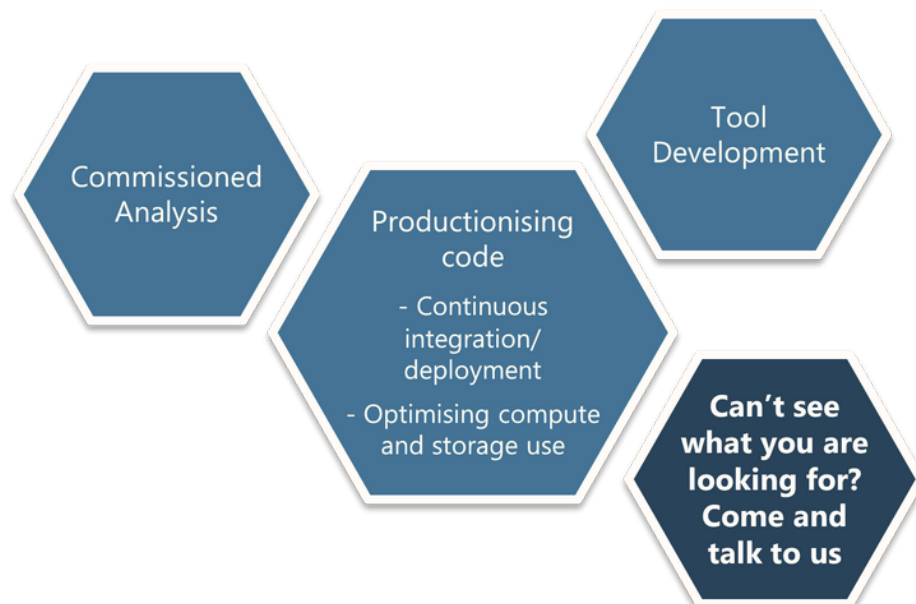 Commissioned
Analysis
Productionising
code
- Continuous
integration/
deployment
- Optimising compute
and storage use
Tool
Development
Can’t see
what you are
looking for?
Come and
talk to us